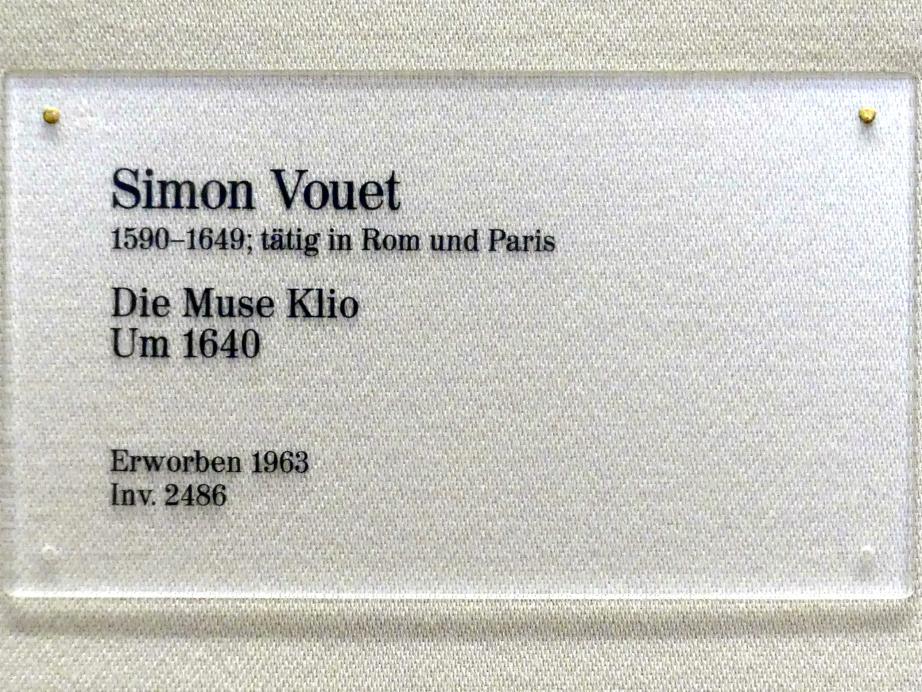 Simon Vouet
1590–1649; tätig in Rom und Paris
Die Muse Klio
Um 1640
Erworben 1963
Inv. 2486